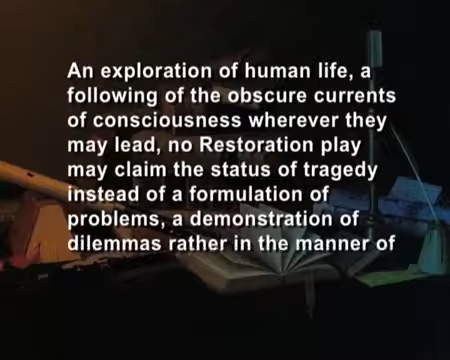 An exploration of human life, a
following of the obscure currents
of consciousness wherever they
may lead, no Restoration play
may claim the status of tragedy
instead of a formulation of
problems, a demonstration of
dilemmas rather in the manner of